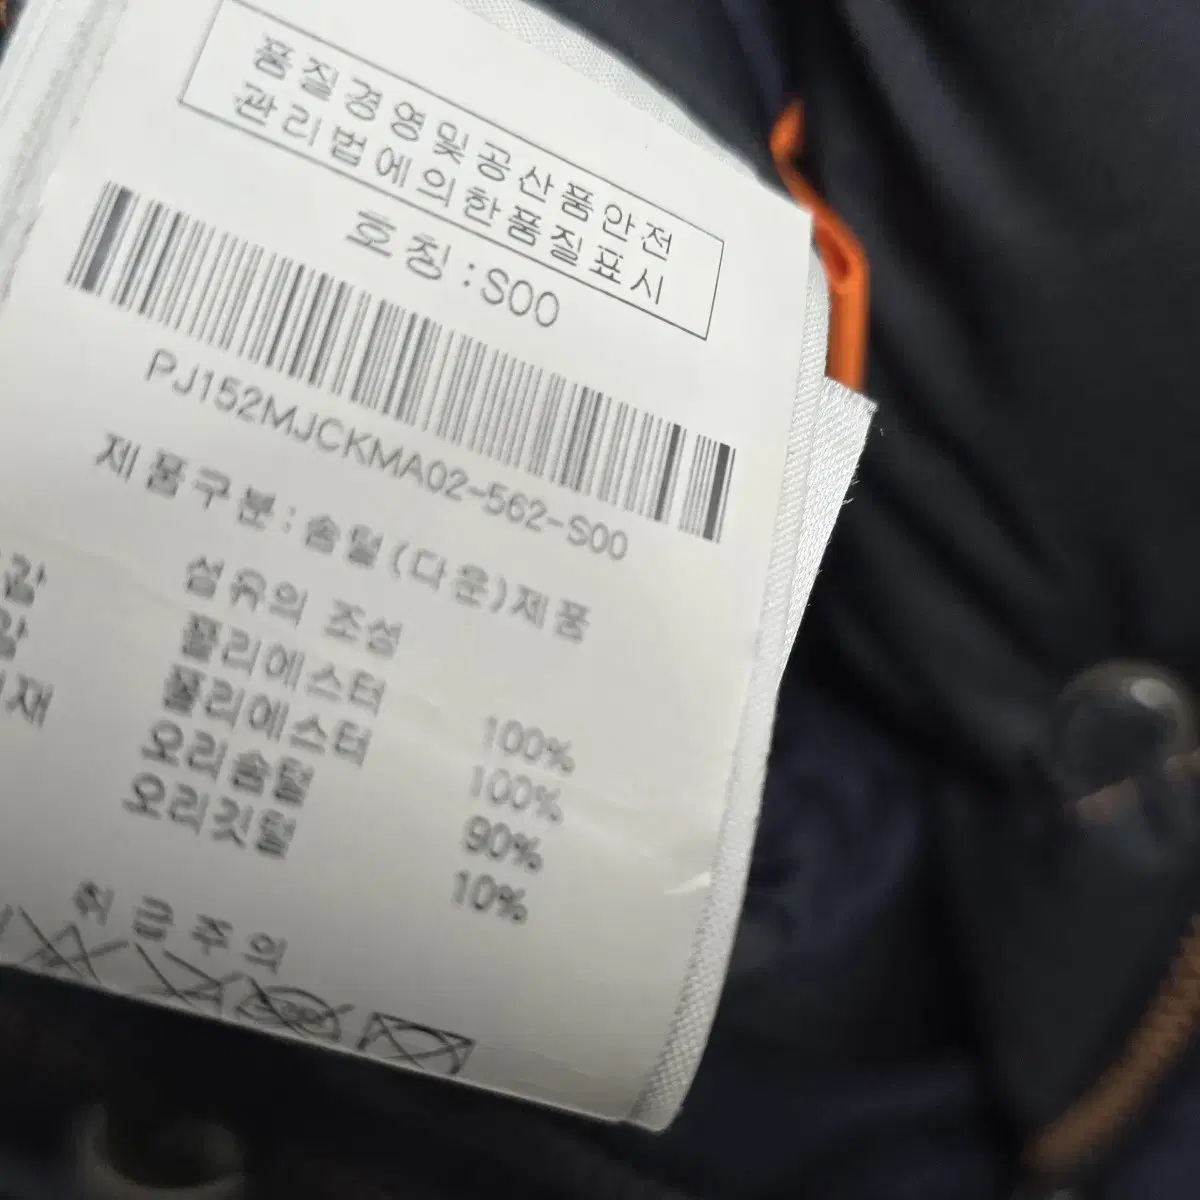 품질경영및공산품안전
관리법에의한품질표시
호칭:S00
PJ152MJCKMA02-562-S00
제품구분:솜털(다운)제품
섬유의 조성
겉감 폴리에스터 100%
폴리에스터 100%
오리솜털 90%
오리깃털 10%
취급주의